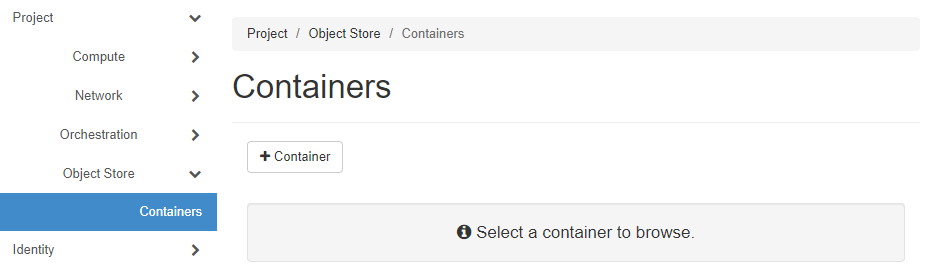 Project
Compute
Network
Orchestration
Object Store
Containers
Identity
Project / Object Store / Containers
Containers
+ Container
Select a container to browse.